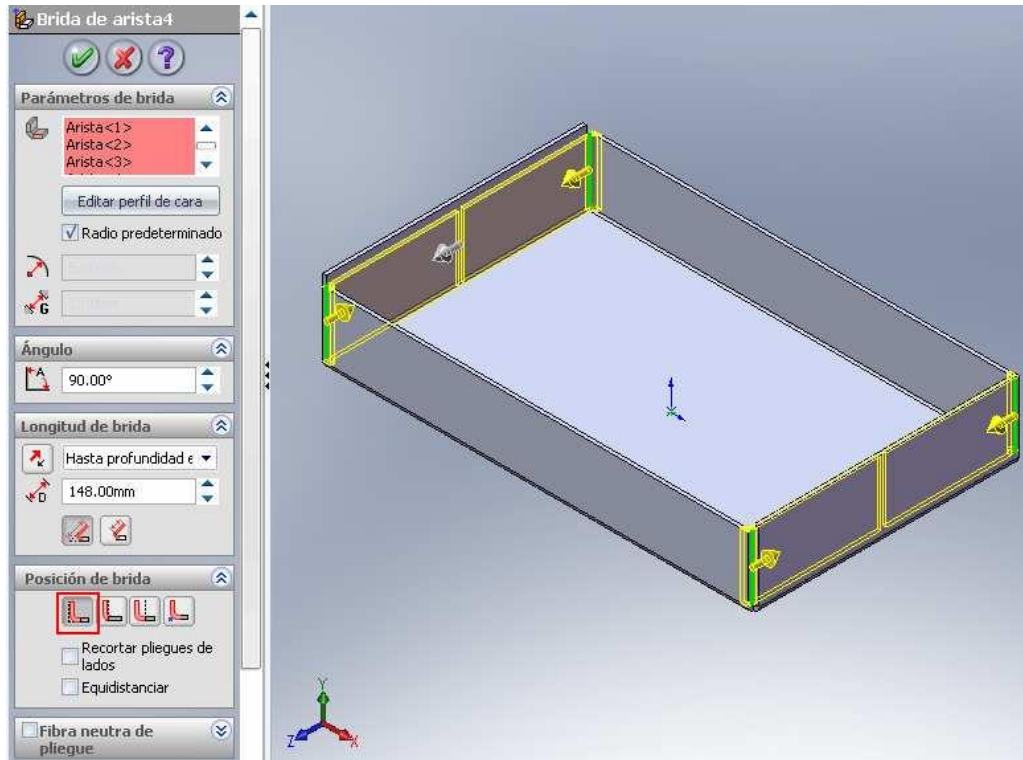 Brida de arista4
?
Parámetros de brida
Arista<1>
Arista<2>
Arista<3>
Editar perfil de cara
Radio predeterminado
G
Ángulo
A
90.00°
Longitud de brida
Hasta profundidad e
D
148.00mm
Posición de brida
Recortar pliegues de
lados
Equidistanciar
Fibra neutra de
pliegue
Y
Z
X